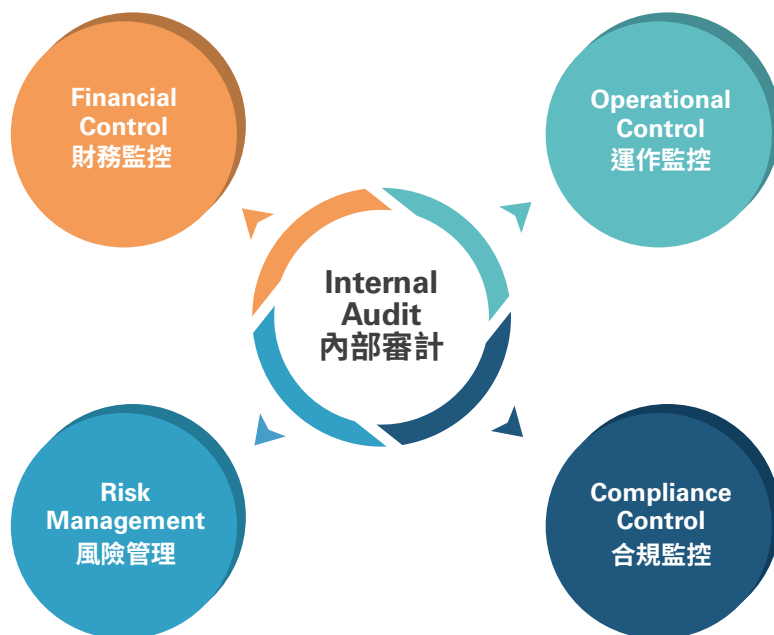 Financial
Control
財務監控
Operational
Control
運作監控
Internal
Audit
內部審計
Risk
Management
風險管理
Compliance
Control
合規監控